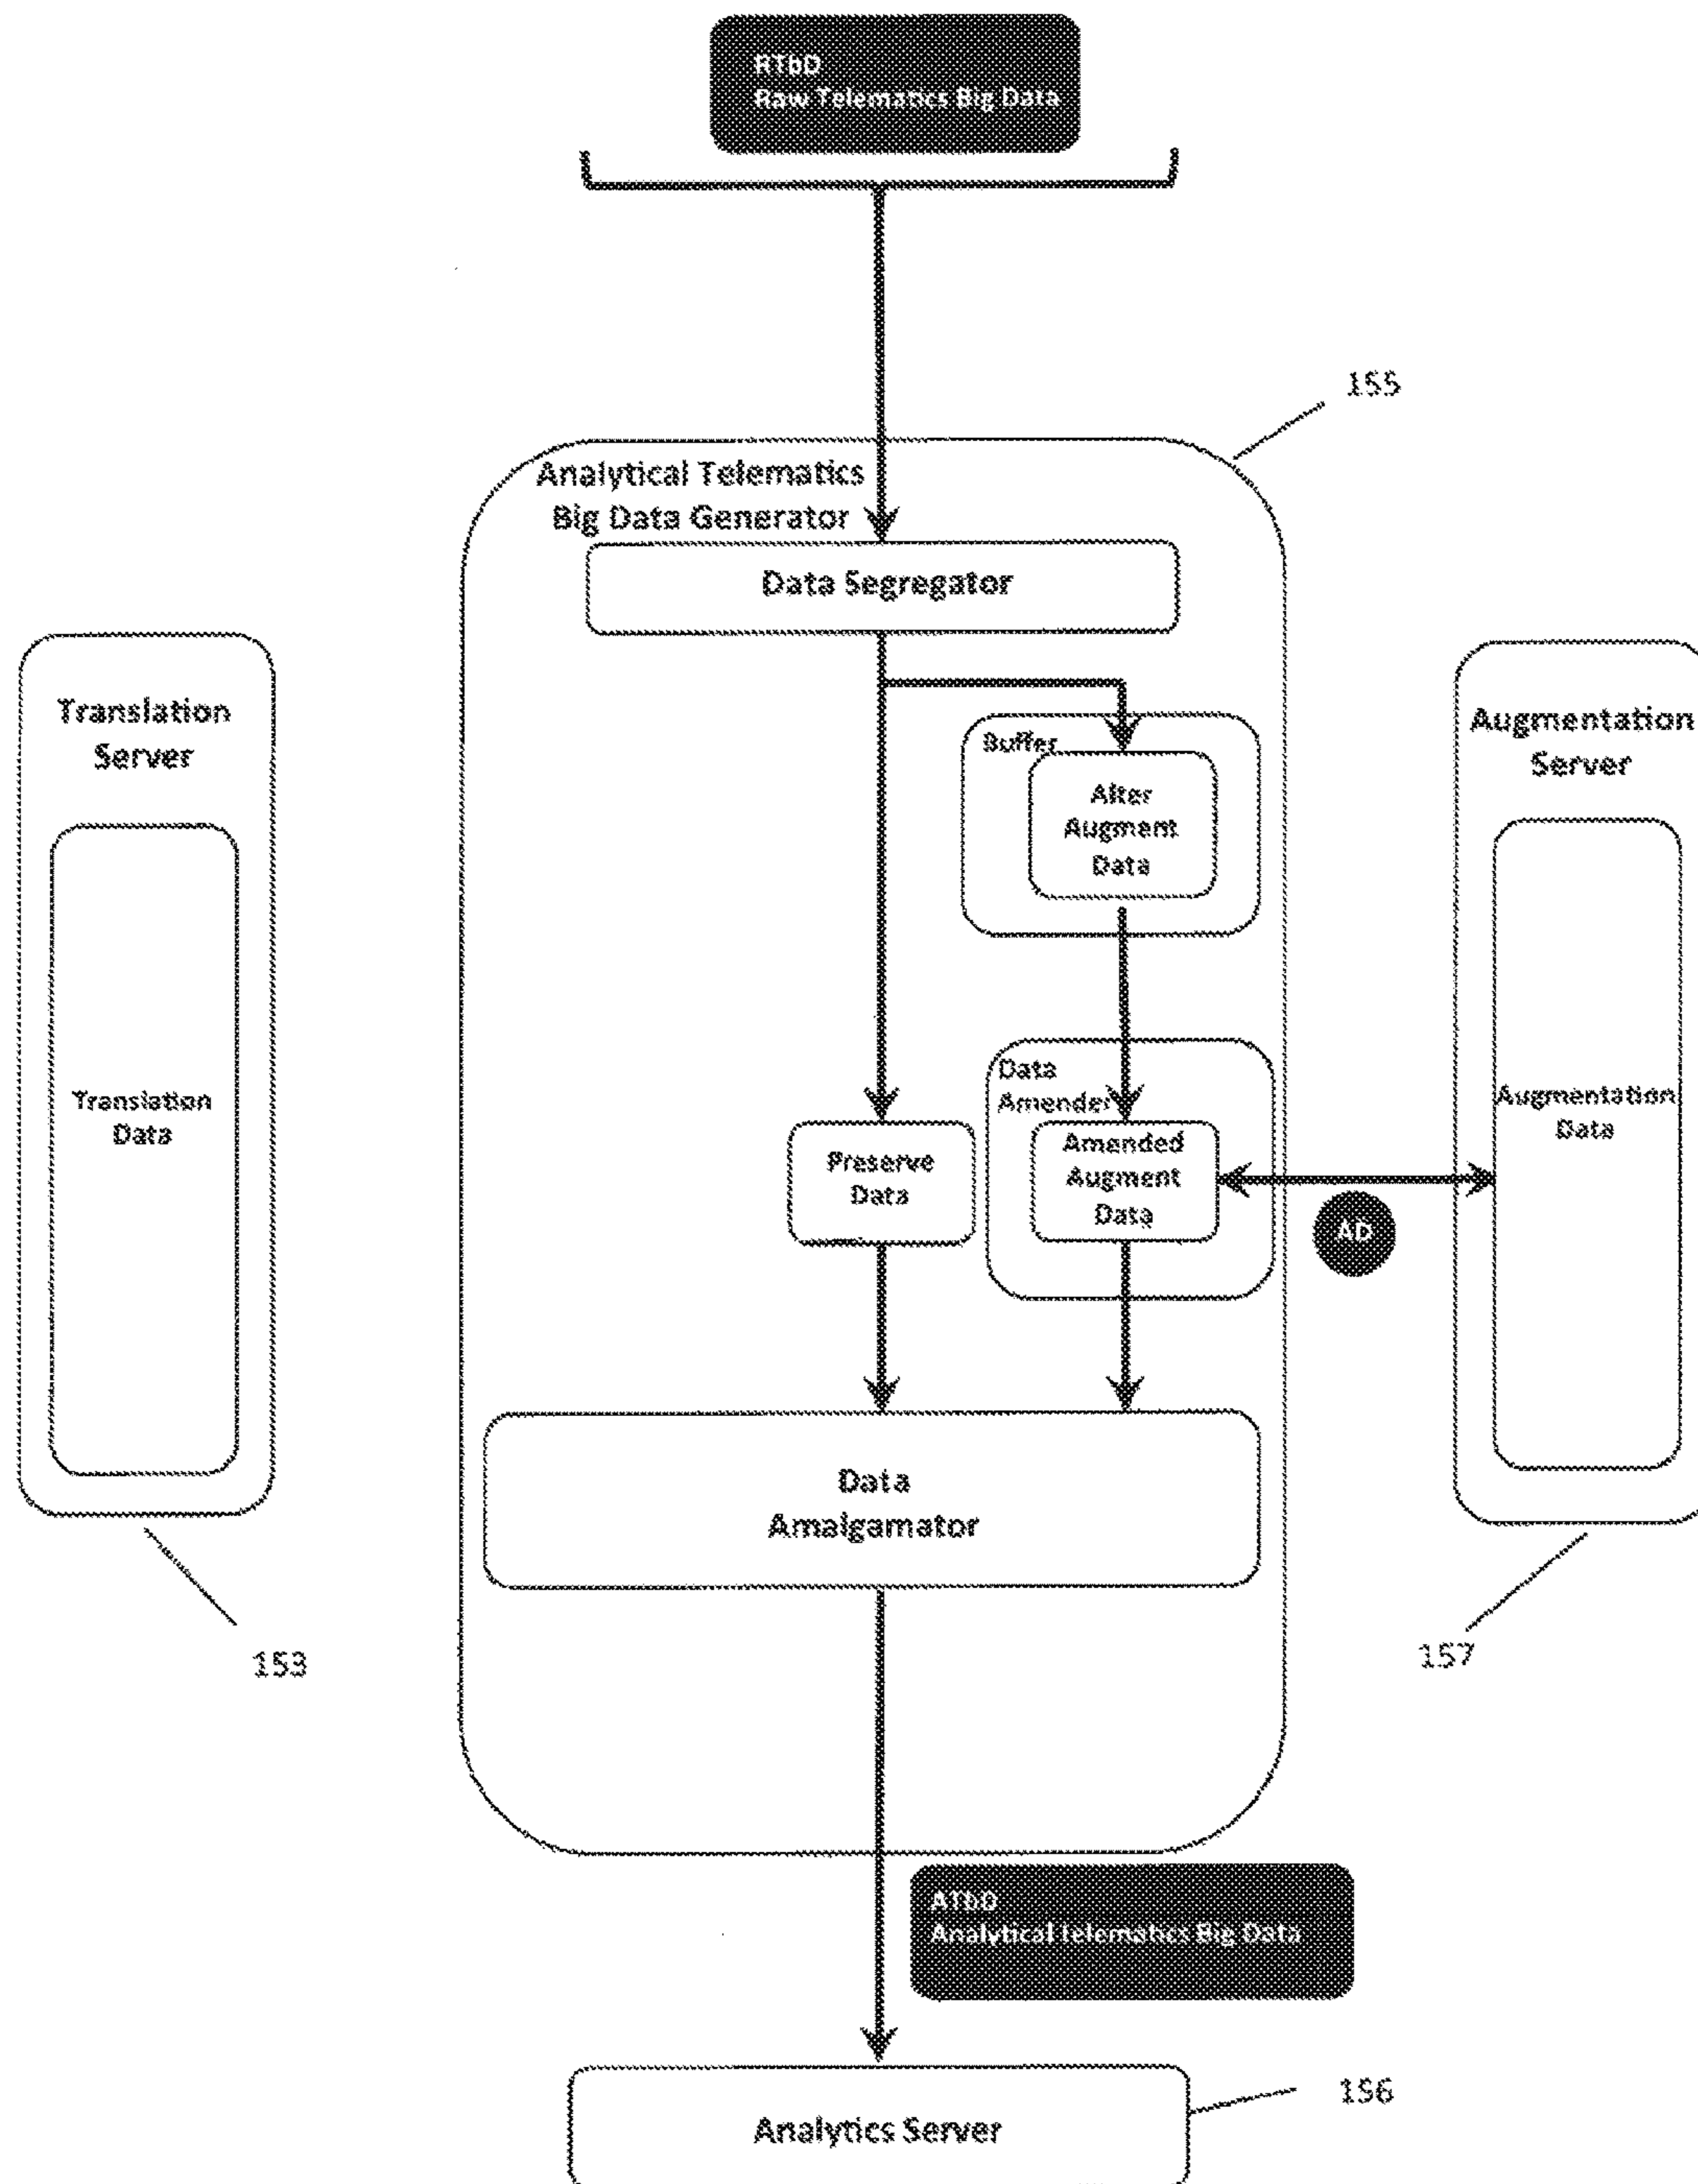 RTbD
Raw Telematics Big Data
155
Analytical Telematics
Big Data Generator
Data Segregator
Translation
Server
Buffer
Augmentation
Server
Alter
Augment
Data
Data
Amender
Translation
Data
Augmentation
Data
Preserve
Data
Amended
Augment
Data
AD
Data
Amalgamator
153
157
ATbD
Analytical Telematics Big Data
156
Analytics Server